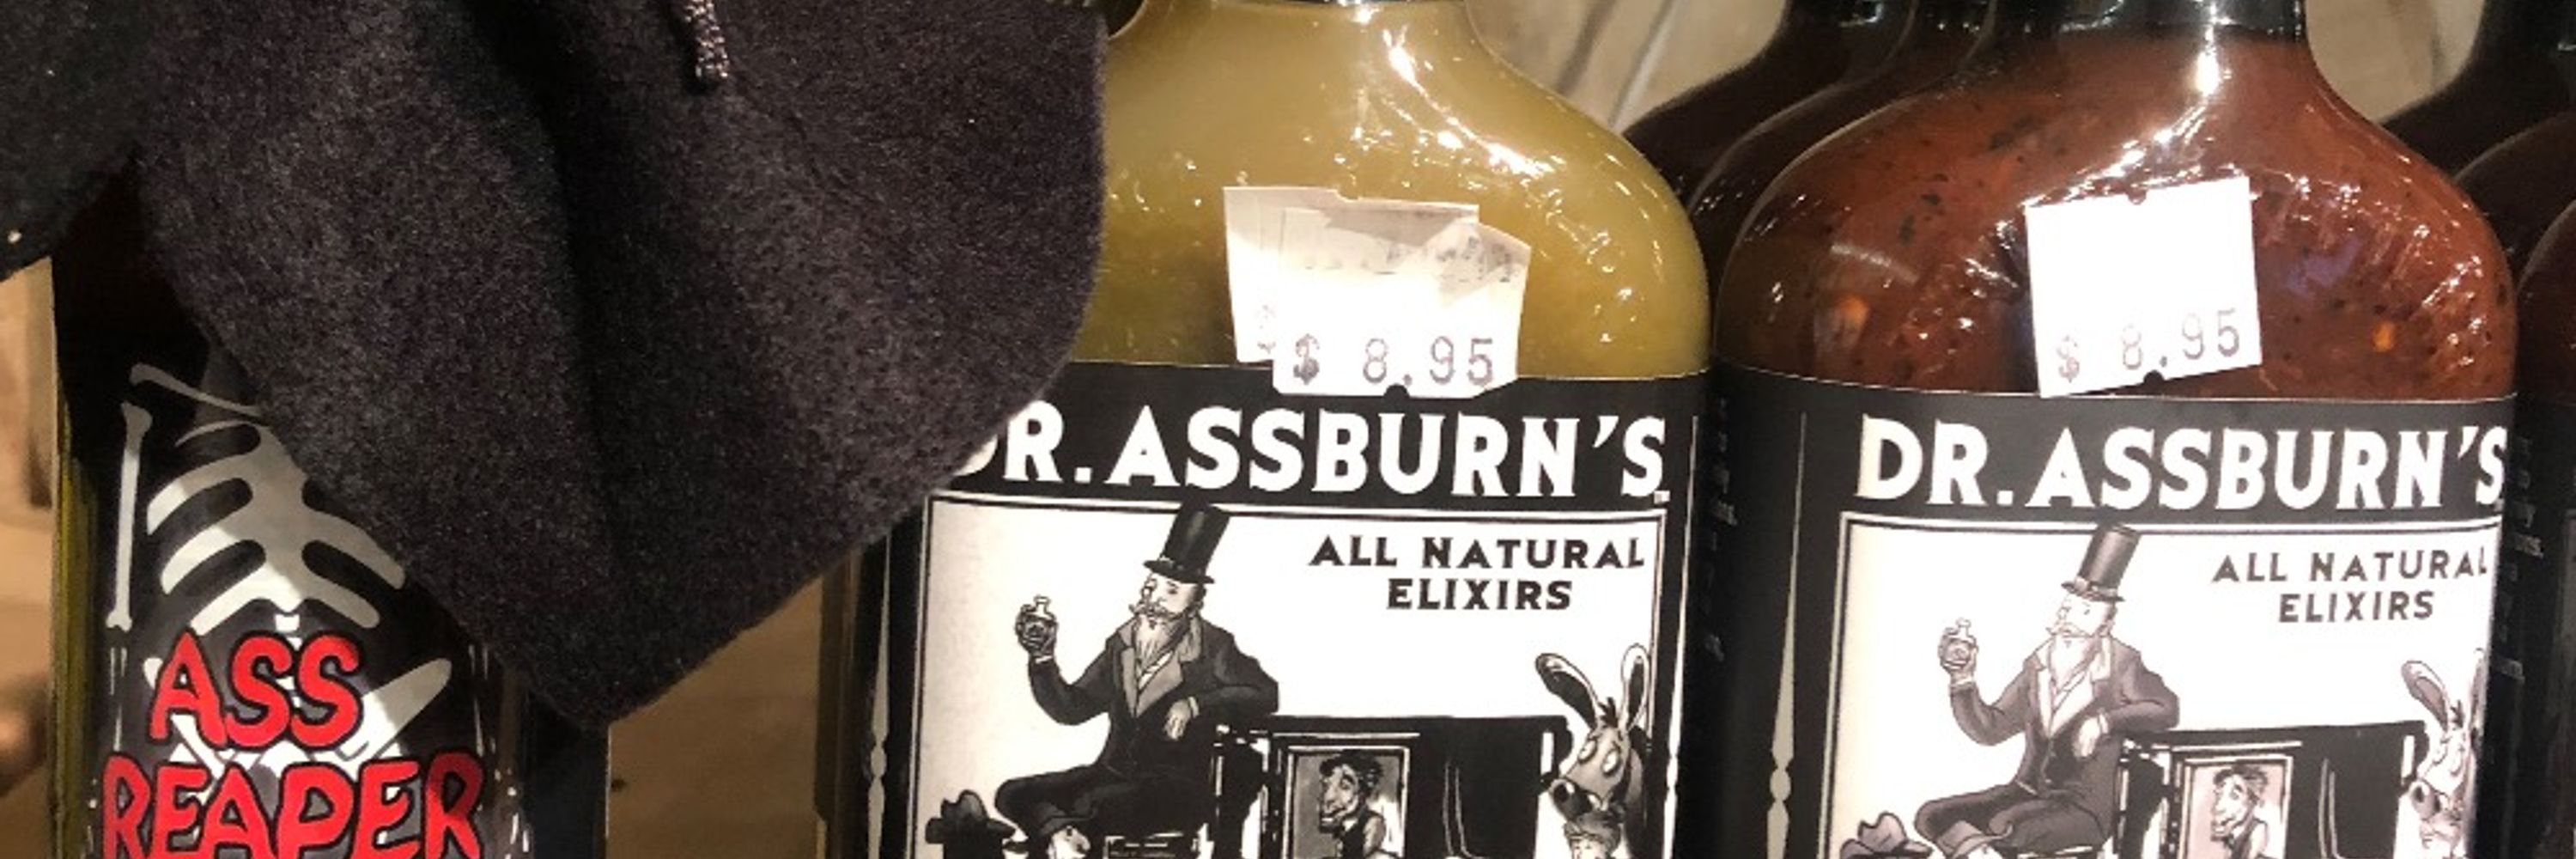 $ 8.95
$ 8.95
DR. ASSBURN'S
DR. ASSBURN'S
ALL NATURAL
ELIXIRS
ALL NATURAL
ELIXIRS
ASS
REAPER